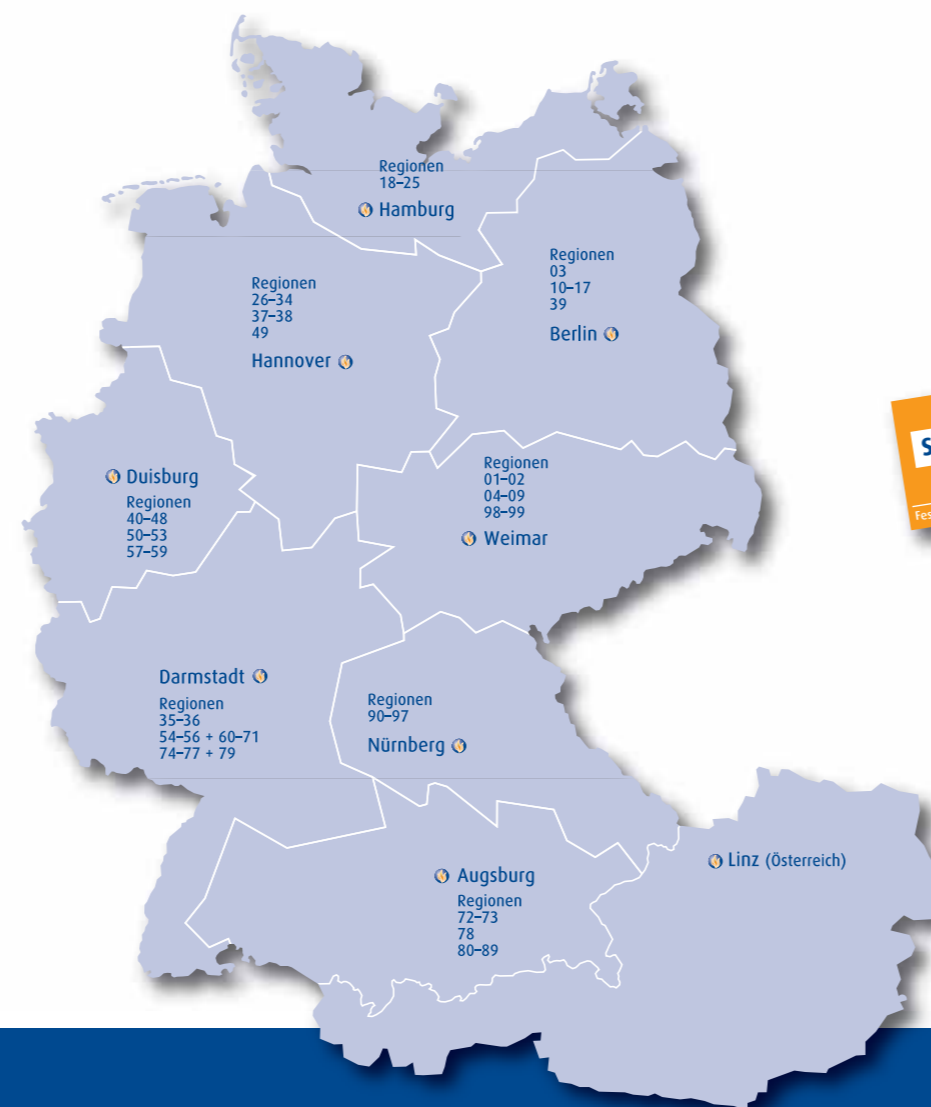 Regionen
18–25
Hamburg
Regionen
03
10–17
39
Berlin
Regionen
26–34
37–38
49
Hannover
Duisburg
Regionen
40–48
50–53
57–59
Regionen
01–02
04–09
98–99
Weimar
Darmstadt
Regionen
35–36
54–56 + 60–71
74–77 + 79
Regionen
90–97
Nürnberg
Linz (Österreich)
Augsburg
Regionen
72–73
78
80–89